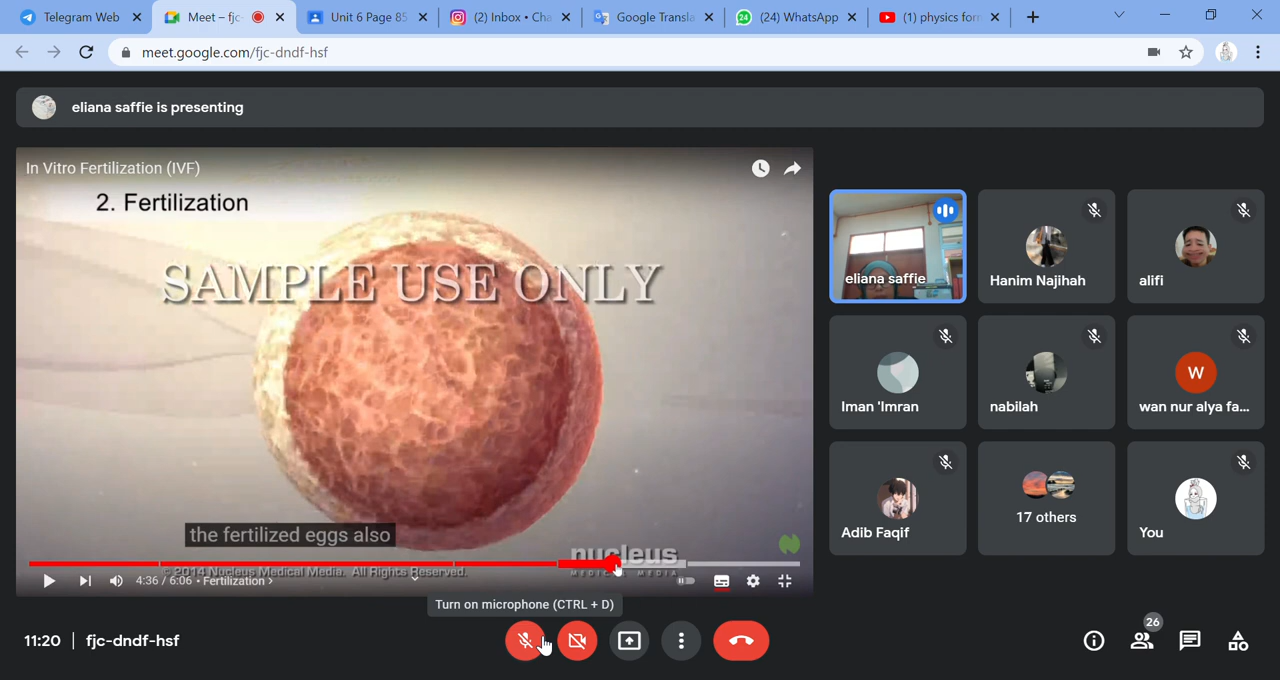 Telegram Web
Meet – fjc-
Unit 6 Page 85
(2) Inbox • Cha
Google Transla
(24) WhatsApp
(1) physics form
meet.google.com/fjc-dndf-hsf
eliana saffie is presenting
In Vitro Fertilization (IVF)
2. Fertilization
SAMPLE USE ONLY
the fertilized eggs also
nucleus
MEDICAL MEDIA
© 2014 Nucleus Medical Media. All Rights Reserved.
4:36 / 6:06 • Fertilization >
Turn on microphone (CTRL + D)
eliana saffie
Hanim Najihah
alifi
Iman 'Imran
nabilah
W
wan nur alya fa...
Adib Faqif
17 others
You
11:20 | fjc-dndf-hsf
26